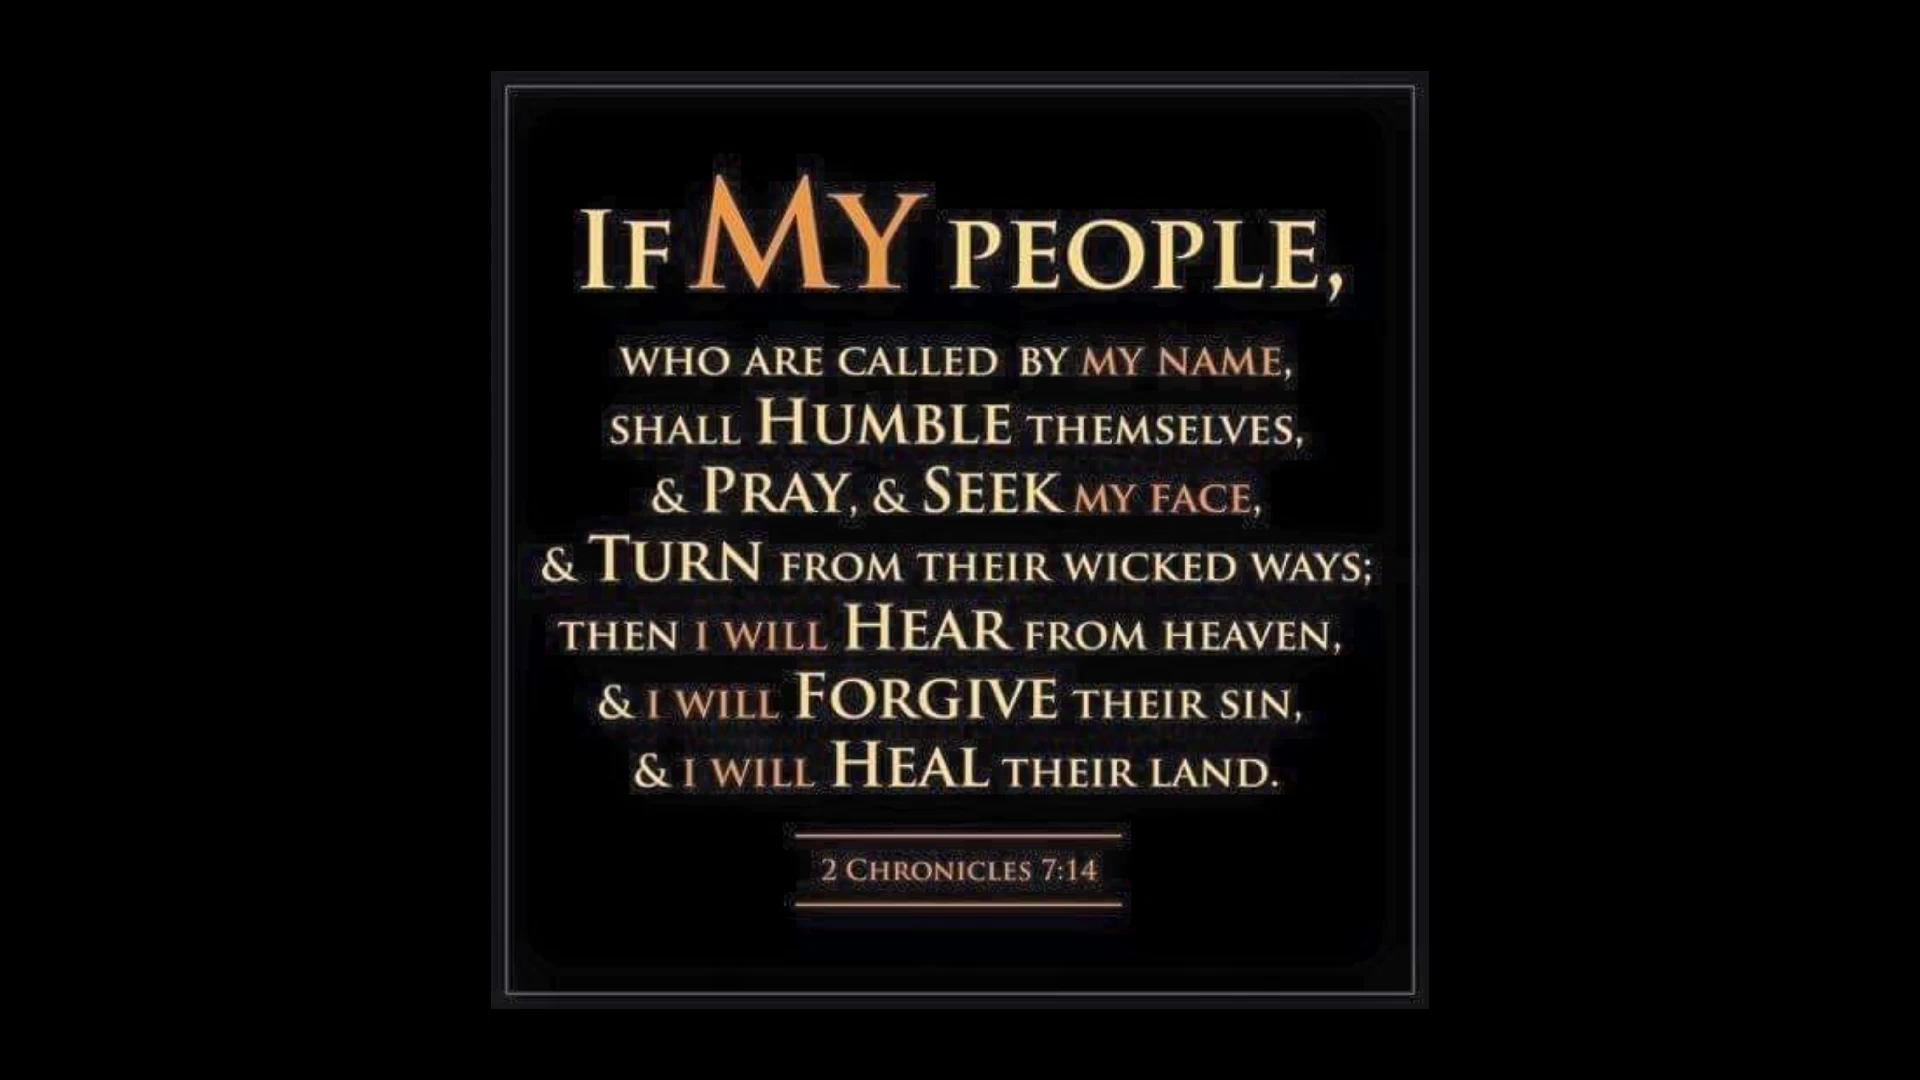 If MY people,
who are called by my name,
shall Humble themselves,
& Pray, & Seek my face,
& Turn from their wicked ways;
then I will Hear from heaven,
& I will Forgive their sin,
& I will Heal their land.
2 Chronicles 7:14